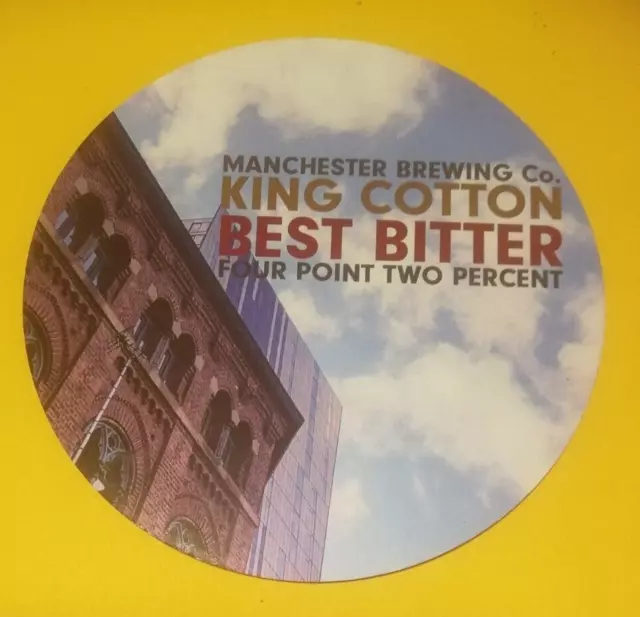 MANCHESTER BREWING Co.
KING COTTON
BEST BITTER
FOUR POINT TWO PERCENT